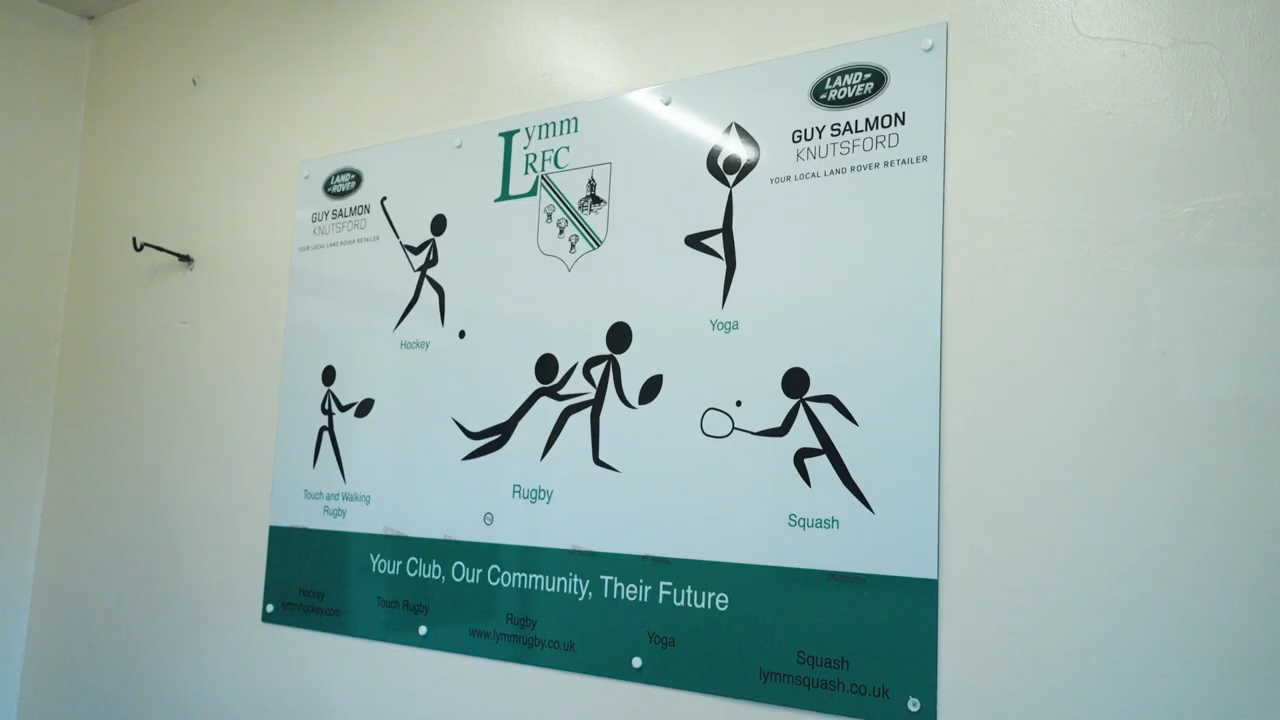 Lymm
RFC
LAND-
-ROVER
GUY SALMON
KNUTSFORD
YOUR LOCAL LAND ROVER RETAILER
LAND-
-ROVER
GUY SALMON
KNUTSFORD
YOUR LOCAL LAND ROVER RETAILER
Hockey
Yoga
Touch and Walking
Rugby
Rugby
Squash
Your Club, Our Community, Their Future
Hockey
lymmhockey.com
Touch Rugby
Rugby
www.lymmrugby.co.uk
Yoga
Squash
lymmsquash.co.uk